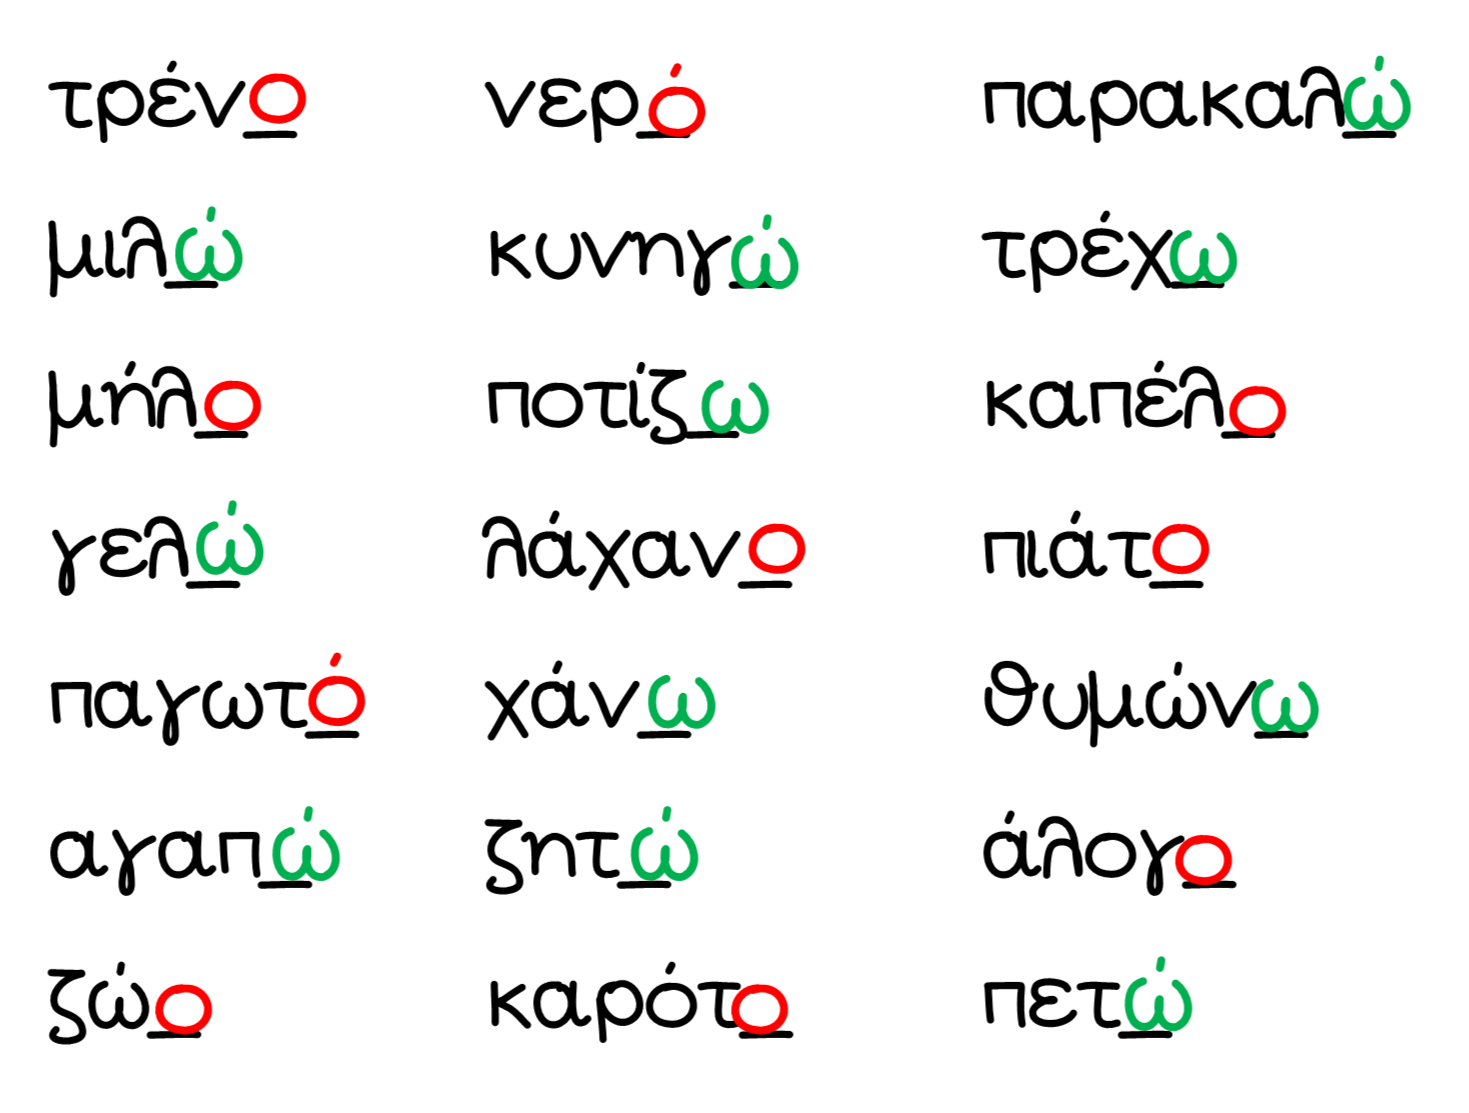 τρένο νερό παρακαλώ
μιλώ κυνηγώ τρέχω
μήλο ποτίζω καπέλο
γελώ λάχανο πιάτο
παγωτό χάνω θυμώνω
αγαπώ ζητώ άλογο
ζώο καρότο πετώ